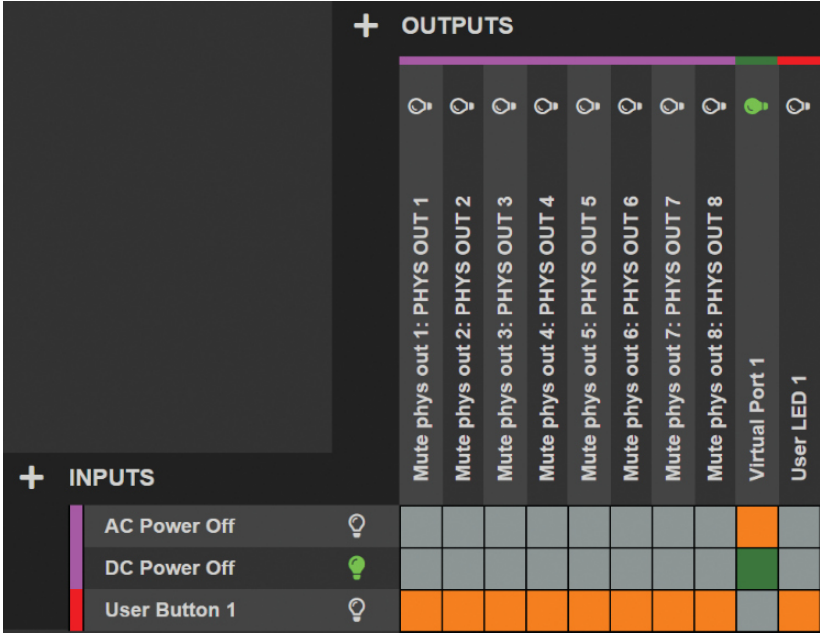 + OUTPUTS
Mute phys out 1: PHYS OUT 1
Mute phys out 2: PHYS OUT 2
Mute phys out 3: PHYS OUT 3
Mute phys out 4: PHYS OUT 4
Mute phys out 5: PHYS OUT 5
Mute phys out 6: PHYS OUT 6
Mute phys out 7: PHYS OUT 7
Mute phys out 8: PHYS OUT 8
Virtual Port 1
User LED 1
+ INPUTS
AC Power Off
DC Power Off
User Button 1